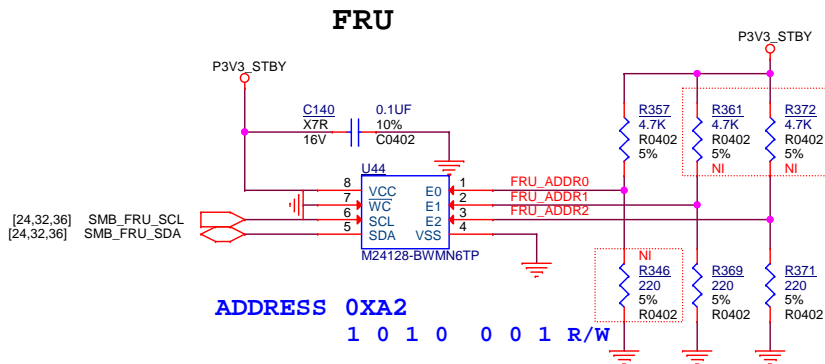 FRU
P3V3_STBY
P3V3_STBY
C140 0.1UF
X7R 10%
16V C0402
R357
4.7K
R0402
5%
R361
4.7K
R0402
5%
NI
R372
4.7K
R0402
5%
NI
U44
8 VCC E0 1 FRU_ADDR0
7 WC E1 2 FRU_ADDR1
[24,32,36] SMB_FRU_SCL 6 SCL E2 3 FRU_ADDR2
[24,32,36] SMB_FRU_SDA 5 SDA VSS 4
M24128-BWMN6TP
NI
R346
220
5%
R0402
R369
220
5%
R0402
R371
220
5%
R0402
ADDRESS 0XA2
1 0 1 0 0 0 1 R/W